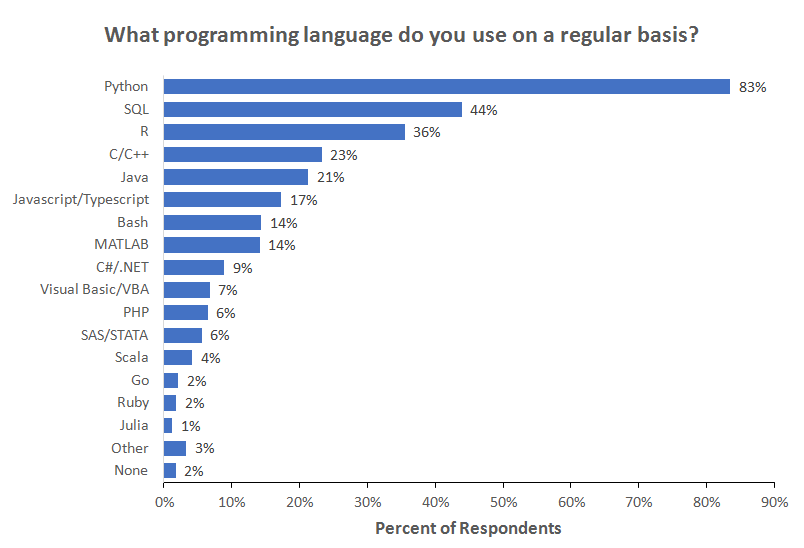 What programming language do you use on a regular basis?
Python 83%
SQL 44%
R 36%
C/C++ 23%
Java 21%
Javascript/Typescript 17%
Bash 14%
MATLAB 14%
C#/.NET 9%
Visual Basic/VBA 7%
PHP 6%
SAS/STATA 6%
Scala 4%
Go 2%
Ruby 2%
Julia 1%
Other 3%
None 2%
0% 10% 20% 30% 40% 50% 60% 70% 80% 90%
Percent of Respondents